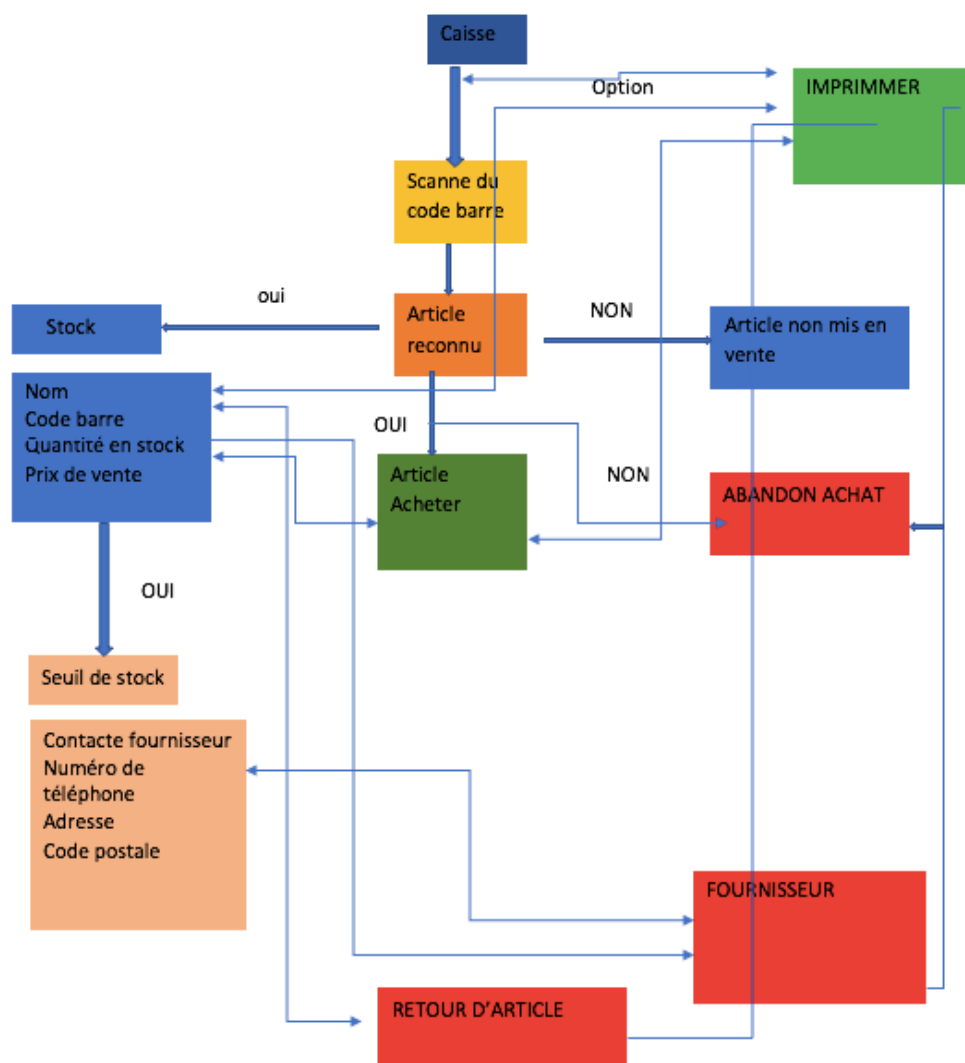 Caisse
Option
IMPRIMMER
Scanne du
code barre
oui
Stock
Article
reconnu
NON
Article non mis en
vente
Nom
Code barre
Quantité en stock
Prix de vente
OUI
Article
Acheter
NON
ABANDON ACHAT
OUI
Seuil de stock
Contacte fournisseur
Numéro de
téléphone
Adresse
Code postale
FOURNISSEUR
RETOUR D’ARTICLE